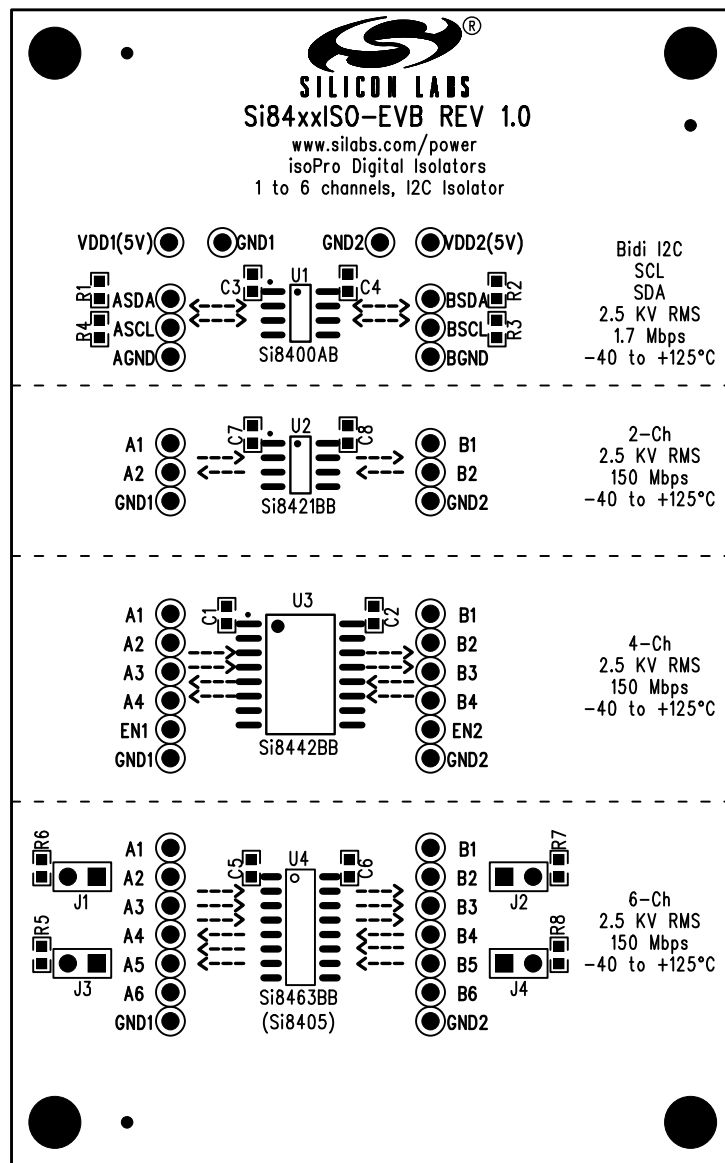 ®
SILICON LABS
Si84xxISO-EVB REV 1.0
www.silabs.com/power
isoPro Digital Isolators
1 to 6 channels, I2C Isolator
VDD1(5V) GND1 GND2 VDD2(5V)
Bidi I2C
SCL
SDA
2.5 KV RMS
1.7 Mbps
-40 to +125°C
R1
R4
ASDA
ASCL
AGND
C3
U1
C4
Si8400AB
BSDA
BSCL
BGND
R2
R3
A1
A2
GND1
C7
U2
C8
Si8421BB
B1
B2
GND2
2-Ch
2.5 KV RMS
150 Mbps
-40 to +125°C
A1
A2
A3
A4
EN1
GND1
C1
U3
C2
Si8442BB
B1
B2
B3
B4
EN2
GND2
4-Ch
2.5 KV RMS
150 Mbps
-40 to +125°C
R6
J1
R5
J3
A1
A2
A3
A4
A5
A6
GND1
C5
U4
C6
Si8463BB
(Si8405)
B1
B2
B3
B4
B5
B6
GND2
R7
J2
R8
J4
6-Ch
2.5 KV RMS
150 Mbps
-40 to +125°C